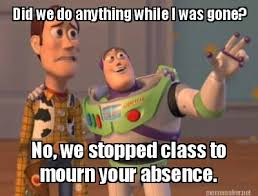 Did we do anything while I was gone?
No, we stopped class to
mourn your absence.